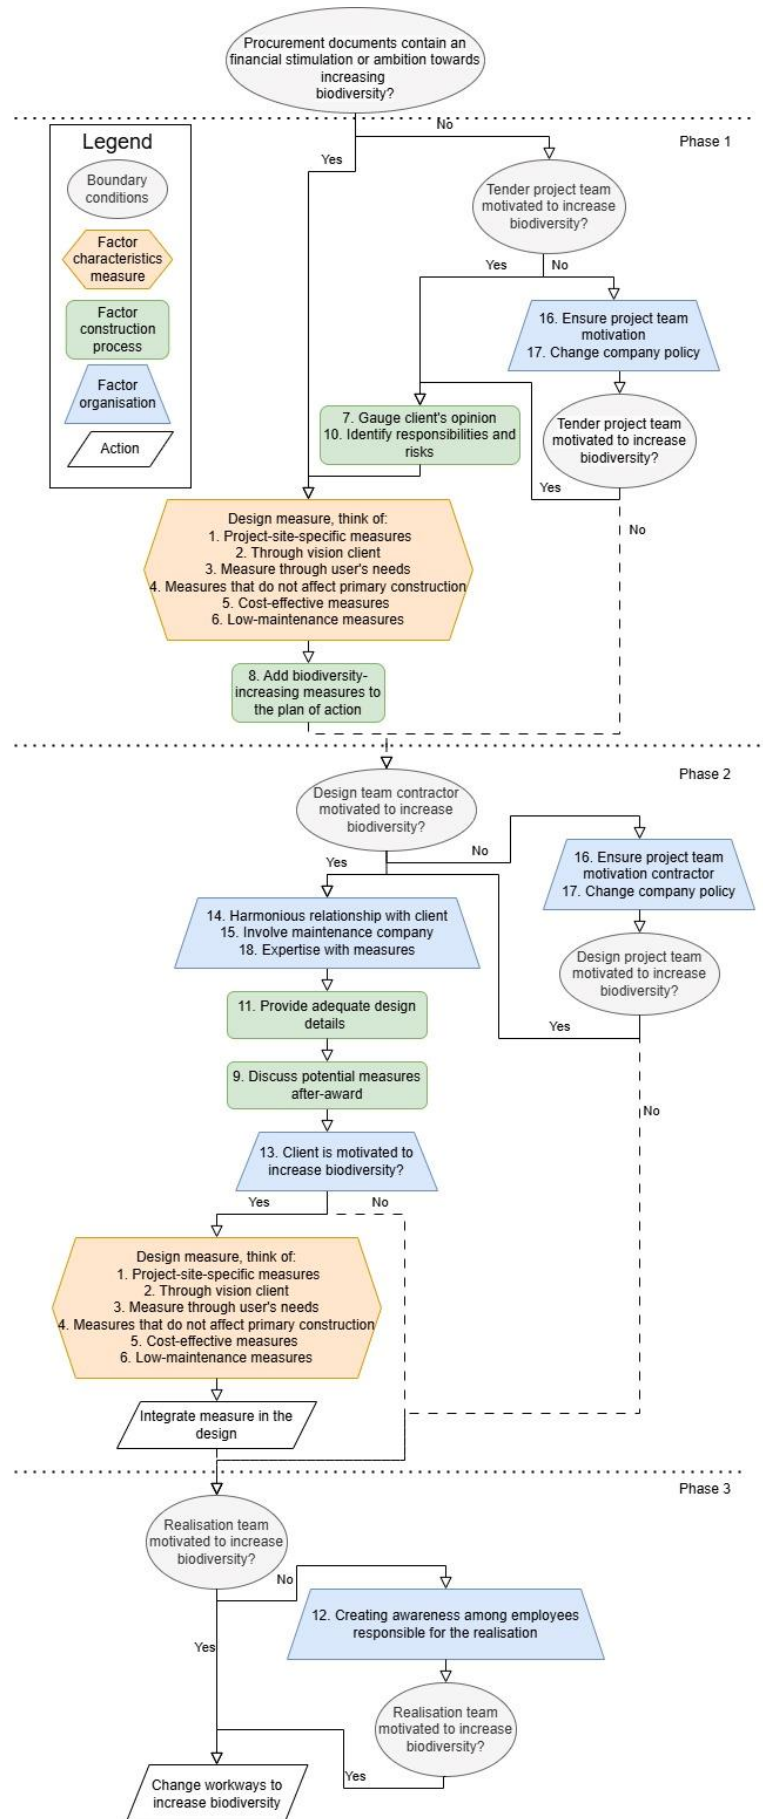 Procurement documents contain an
financial stimulation or ambition towards
increasing
biodiversity?
No
Phase 1
Legend
Yes
Boundary
conditions
Tender project team
motivated to increase
biodiversity?
Factor
characteristics
measure
Yes
No
Factor
construction
process
16. Ensure project team
motivation
17. Change company policy
Factor
organisation
Action
7. Gauge client's opinion
10. Identify responsibilities and
risks
Tender project team
motivated to increase
biodiversity?
Yes
No
Design measure, think of:
1. Project-site-specific measures
2. Through vision client
3. Measure through user's needs
4. Measures that do not affect primary construction
5. Cost-effective measures
6. Low-maintenance measures
8. Add biodiversity-
increasing measures to
the plan of action
Phase 2
Design team contractor
motivated to increase
biodiversity?
No
Yes
16. Ensure project team
motivation contractor
17. Change company policy
14. Harmonious relationship with client
15. Involve maintenance company
18. Expertise with measures
Design project team
motivated to increase
biodiversity?
11. Provide adequate design
details
Yes
9. Discuss potential measures
after-award
No
13. Client is motivated to
increase biodiversity?
Yes
No
Design measure, think of:
1. Project-site-specific measures
2. Through vision client
3. Measure through user's needs
4. Measures that do not affect primary construction
5. Cost-effective measures
6. Low-maintenance measures
Integrate measure in the
design
Phase 3
Realisation team
motivated to increase
biodiversity?
No
12. Creating awareness among employees
responsible for the realisation
Yes
Realisation team
motivated to increase
biodiversity?
Yes
Change workways to
increase biodiversity